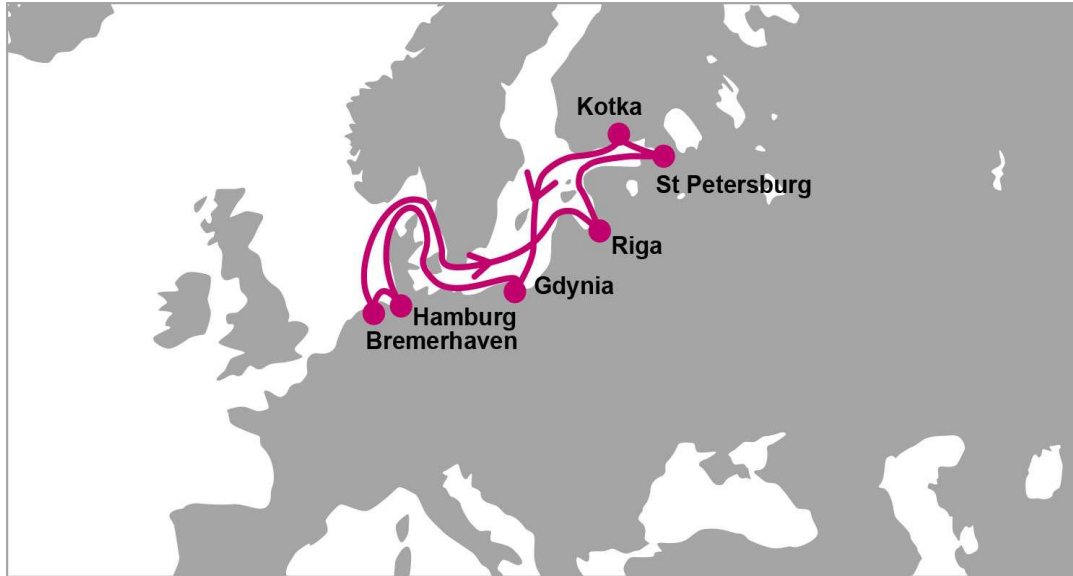 Kotka
St Petersburg
Riga
Gdynia
Hamburg
Bremerhaven